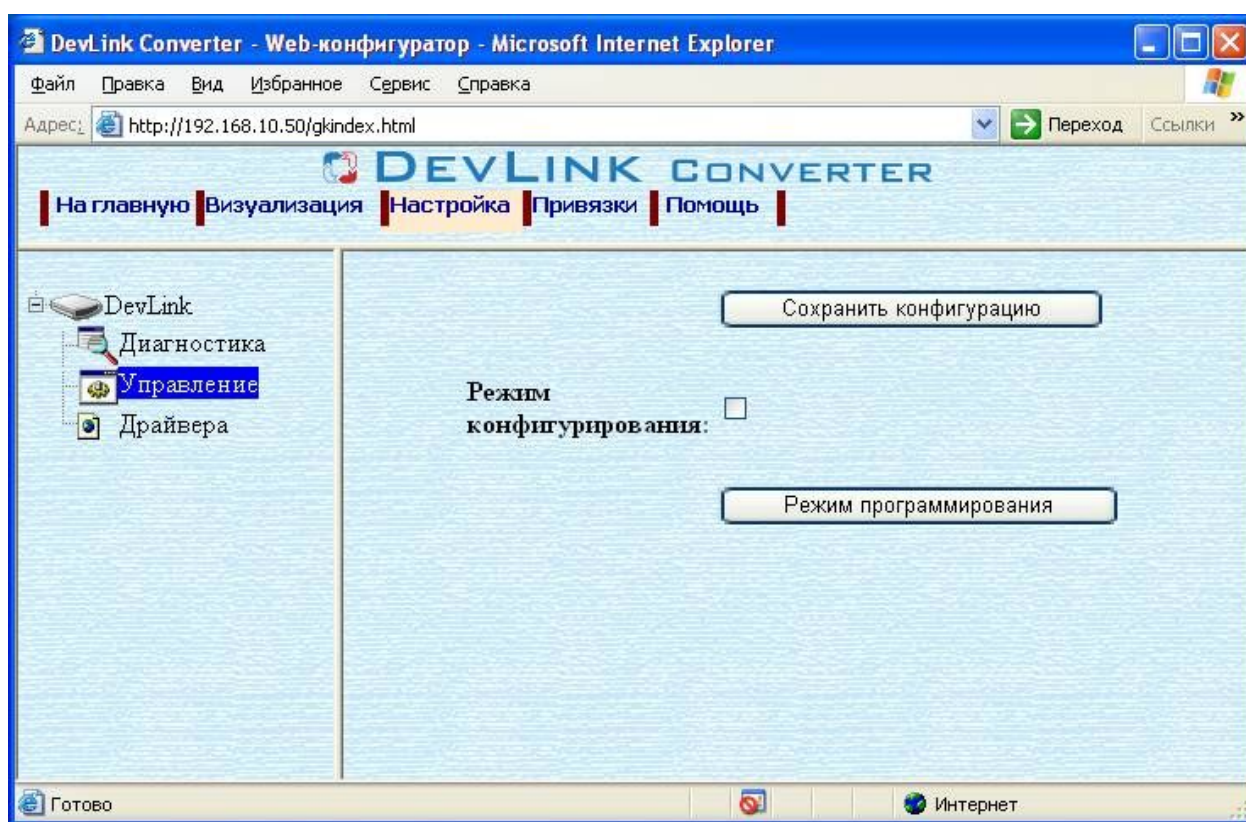 DevLink Converter - Web-конфигуратор - Microsoft Internet Explorer
Файл Правка Вид Избранное Сервис Справка
Адрес: http://192.168.10.50/gkindex.html Переход Ссылки »
DEVLINK CONVERTER
На главную Визуализация Настройка Привязки Помощь
DevLink
Диагностика
Управление
Драйвера
Сохранить конфигурацию
Режим
конфигурирования:
Режим программирования
Готово Интернет